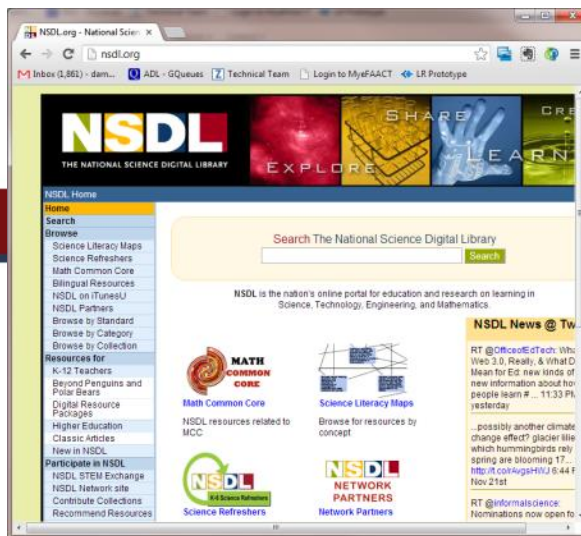 NSDL.org - National Scien
nsdl.org
Inbox (1,861) - dam...
ADL - GQueues
Technical Team
Login to MyeFAACT
LR Prototype
NSDL
THE NATIONAL SCIENCE DIGITAL LIBRARY
EXPLORE
SHARE
LEARN
CRE
NSDL Home
Home
Search
Browse
Science Literacy Maps
Science Refreshers
Math Common Core
Bilingual Resources
NSDL on iTunesU
NSDL Partners
Browse by Standard
Browse by Category
Browse by Collection
Resources for
K-12 Teachers
Beyond Penguins and
Polar Bears
Digital Resource
Packages
Higher Education
Classic Articles
New in NSDL
Participate in NSDL
NSDL STEM Exchange
NSDL Network site
Contribute Collections
Recommend Resources
Search The National Science Digital Library
Search
NSDL is the nation's online portal for education and research on learning in
Science, Technology, Engineering, and Mathematics.
MATH
COMMON
CORE
Math Common Core
NSDL resources related to
MCC
Science Literacy Maps
Browse for resources by
concept
NSDL
K-6 Science Refreshers
Science Refreshers
NSDL
NETWORK
PARTNERS
Network Partners
NSDL News @ Tw
RT @OfficeofEdTech: Wha
Web 3.0, Really, & What D
Mean for Ed: new kinds of
new information about how
people learn # ... 11:33 PM
yesterday
...possibly another climate
change effect? glacier lilie
which hummingbirds rely
spring are blooming 17...
http://t.co/rAvgsHWJ 6:44 P
Nov 21st
RT @informalscience:
Nominations now open fo